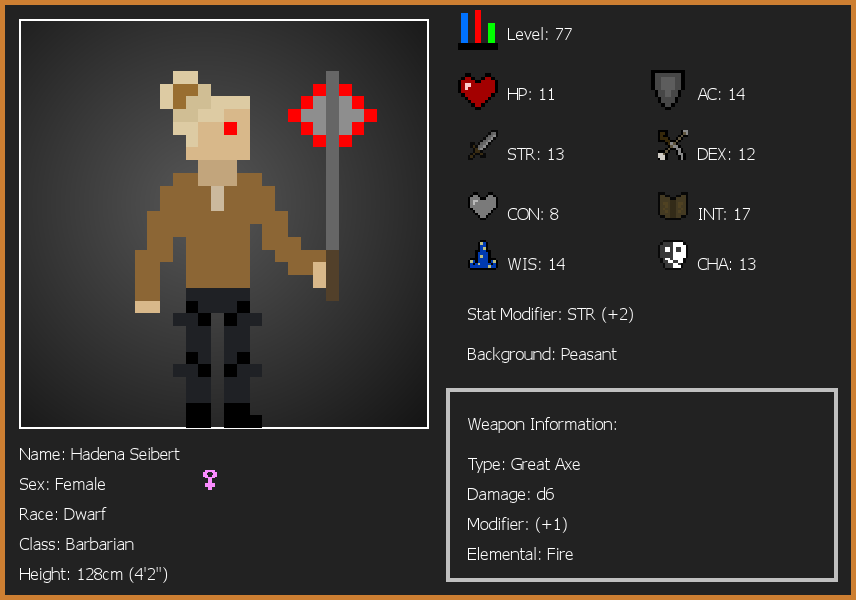 Level: 77
HP: 11
AC: 14
STR: 13
DEX: 12
CON: 8
INT: 17
WIS: 14
CHA: 13
Stat Modifier: STR (+2)
Background: Peasant
Weapon Information:
Type: Great Axe
Damage: d6
Modifier: (+1)
Elemental: Fire
Name: Hadena Seibert
Sex: Female
Race: Dwarf
Class: Barbarian
Height: 128cm (4'2")